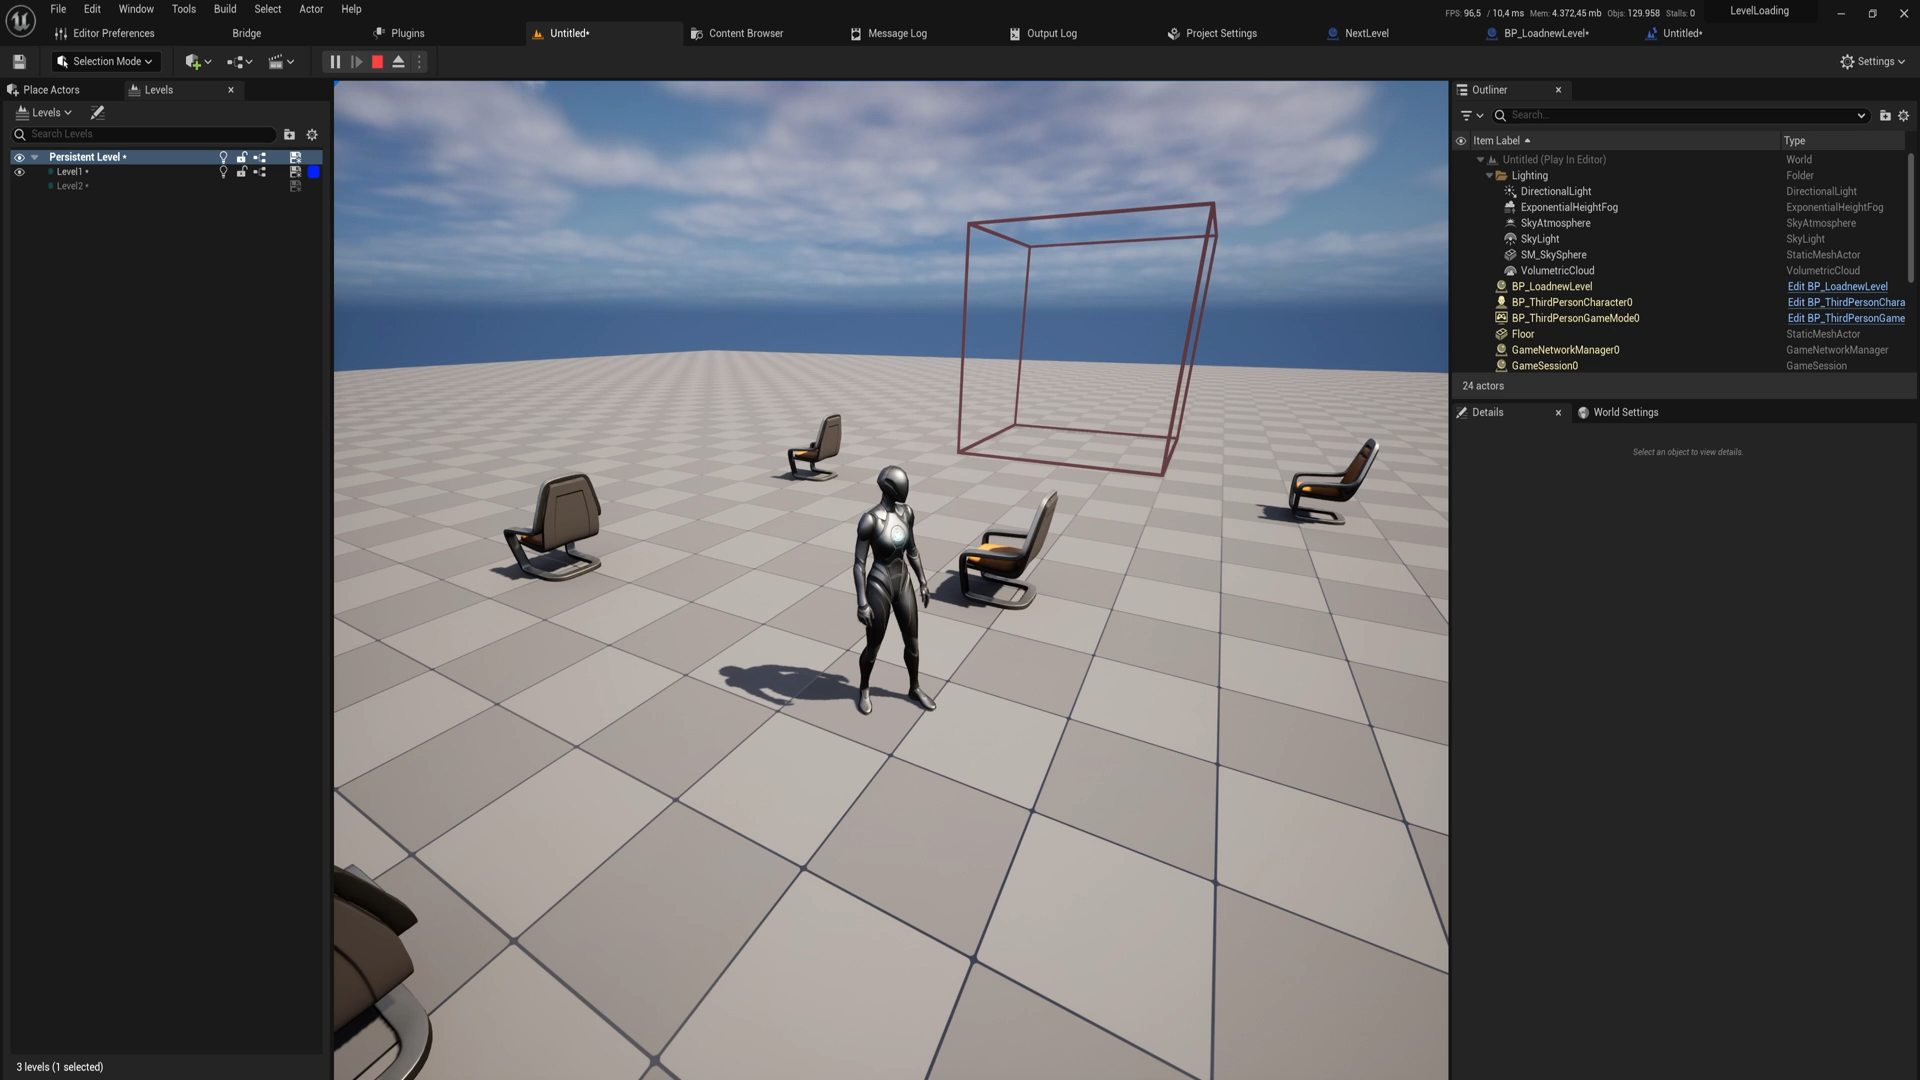 File Edit Window Tools Build Select Actor Help
FPS: 96,5 / 10,4 ms Mem: 4.372,45 mb Objs: 129.958 Stalls: 0
LevelLoading
Editor Preferences
Bridge
Plugins
Untitled*
Content Browser
Message Log
Output Log
Project Settings
NextLevel
BP_LoadnewLevel*
Untitled*
Selection Mode
Settings
Place Actors
Levels
Levels
Search Levels
Persistent Level *
Level1 *
Level2 *
3 levels (1 selected)
Outliner
Search...
Item Label Type
Untitled (Play In Editor) World
Lighting Folder
DirectionalLight DirectionalLight
ExponentialHeightFog ExponentialHeightFog
SkyAtmosphere SkyAtmosphere
SkyLight SkyLight
SM_SkySphere StaticMeshActor
VolumetricCloud VolumetricCloud
BP_LoadnewLevel Edit BP_LoadnewLevel
BP_ThirdPersonCharacter0 Edit BP_ThirdPersonChara
BP_ThirdPersonGameMode0 Edit BP_ThirdPersonGame
Floor StaticMeshActor
GameNetworkManager0 GameNetworkManager
GameSession0 GameSession
24 actors
Details
World Settings
Select an object to view details.